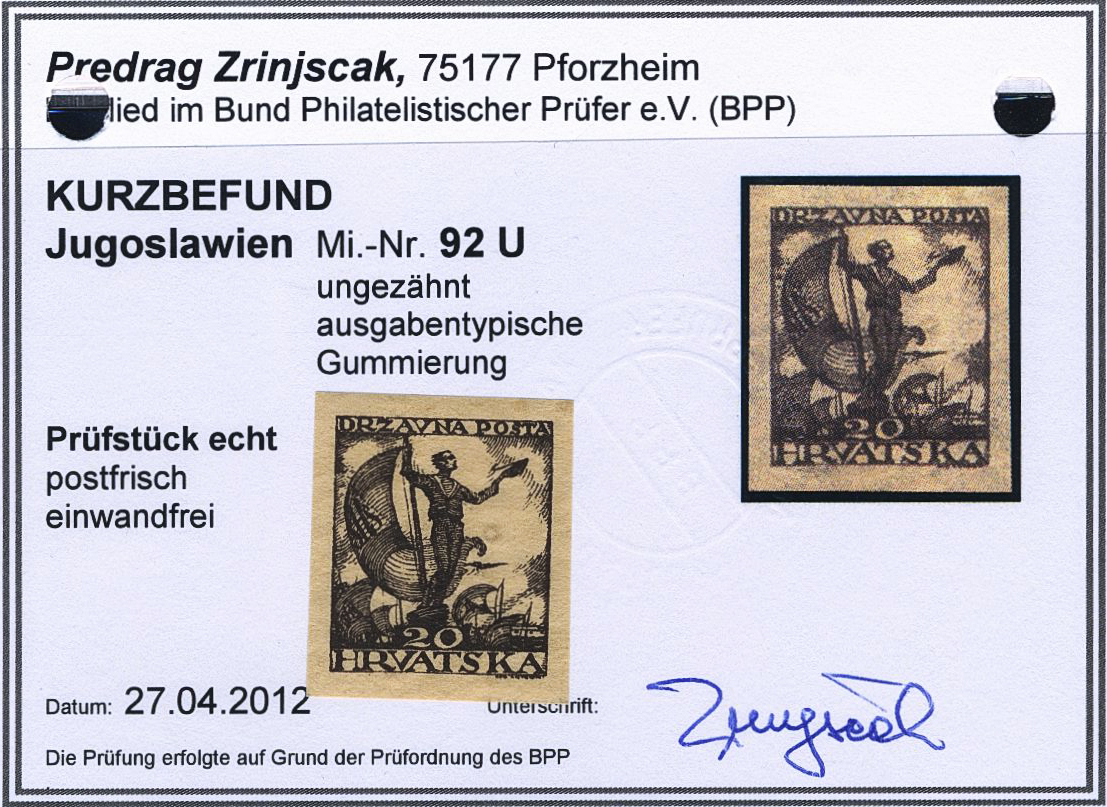 Predrag Zrinjscak, 75177 Pforzheim
lied im Bund Philatelistischer Prüfer e.V. (BPP)
KURZBEFUND
Jugoslawien Mi.-Nr. 92 U
ungezähnt
ausgabentypische
Gummierung
DRZAVNA POSTA
20
HRVATSKA
Prüfstück echt
postfrisch
einwandfrei
DRZAVNA POSTA
20
HRVATSKA
Datum: 27.04.2012
Unterschrift:
Zrinjscak
Die Prüfung erfolgte auf Grund der Prüfordnung des BPP